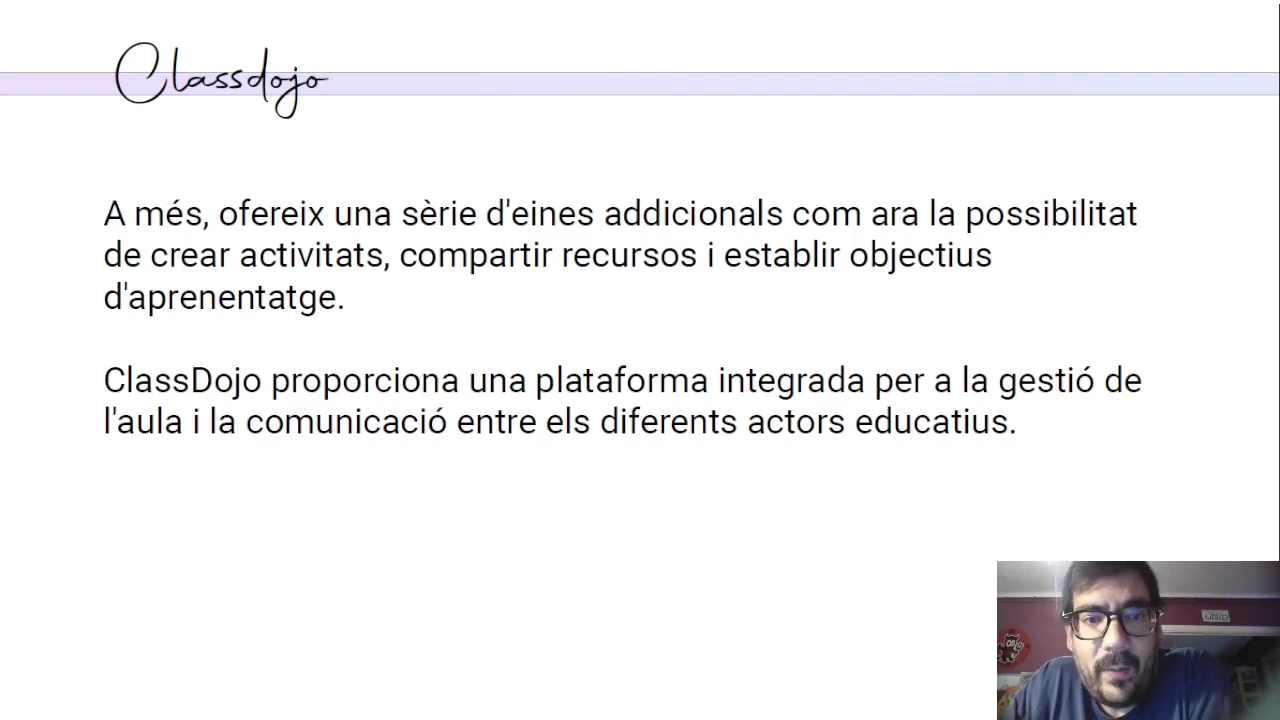 Classdojo
A més, ofereix una sèrie d'eines addicionals com ara la possibilitat
de crear activitats, compartir recursos i establir objectius
d'aprenentatge.
ClassDojo proporciona una plataforma integrada per a la gestió de
l'aula i la comunicació entre els diferents actors educatius.